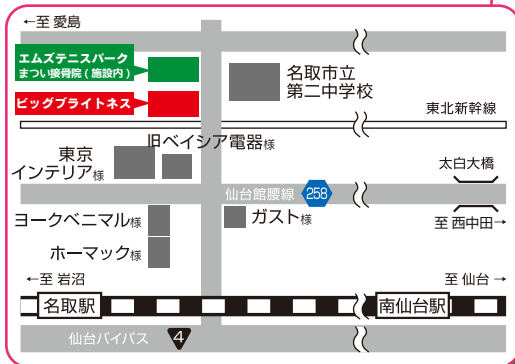 ←至 愛島
エムズテニスパーク
まつい接骨院（施設内）
名取市立
第二中学校
ビッグブライトネス
東北新幹線
旧ベイシア電器様
東京
インテリア様
太白大橋
仙台館腰線 258
ヨークベニマル様
ガスト様
至 西中田→
ホーマック様
←至 岩沼
至 仙台→
名取駅
南仙台駅
仙台バイパス 4